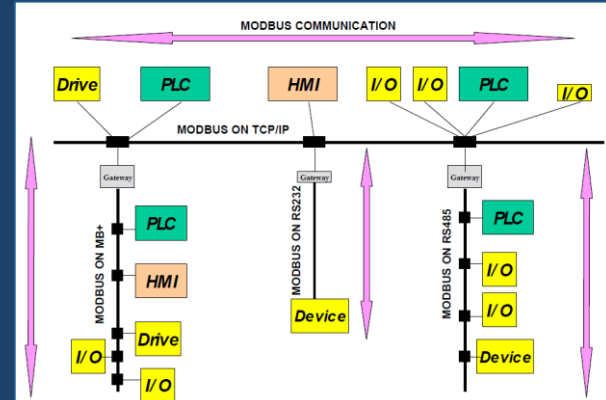 MODBUS COMMUNICATION
Drive
PLC
HMI
I/O
I/O
PLC
I/O
MODBUS ON TCP/IP
Gateway
Gateway
Gateway
MODBUS ON MB+
PLC
HMI
Drive
I/O
I/O
MODBUS ON RS232
Device
MODBUS ON RS485
PLC
I/O
I/O
Device